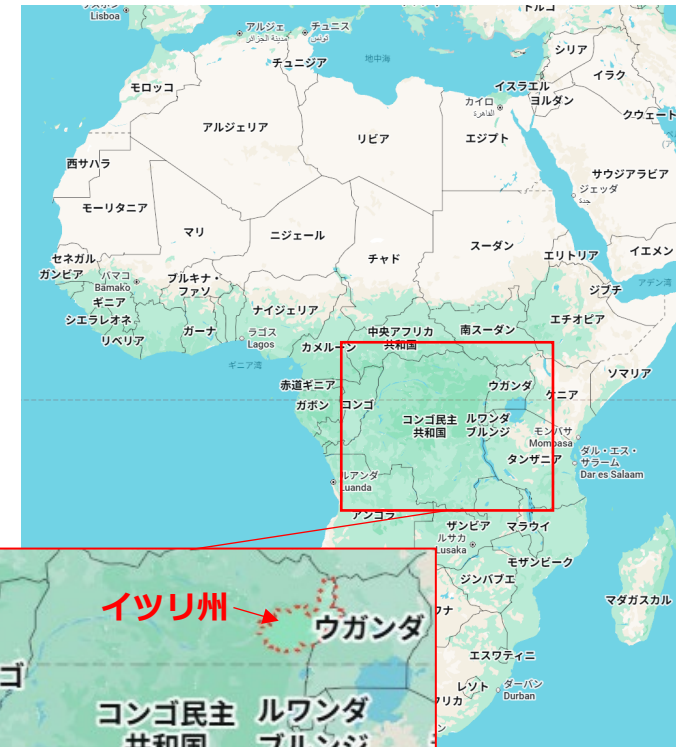 Lisboa
アルジェ
مدينة الجزائر
チュニス
تونس
トルコ
チュニジア
地中海
シリア
モロッコ
イスラエル
イラク
カイロ
القاهرة
ヨルダン
クウェート
アルジェリア
リビア
エジプト
西サハラ
サウジアラビア
ジェッダ
جدة
モーリタニア
マリ
ニジェール
チャド
スーダン
エリトリア
イエメン
セネガル
ガンビア
バマコ
Bamako
ブルキナ・
ファソ
アデン湾
ジブチ
ギニア
ナイジェリア
シエラレオネ
リベリア
ガーナ
ラゴス
Lagos
カメルーン
中央アフリカ
共和国
南スーダン
エチオピア
ギニア湾
ソマリア
赤道ギニア
ウガンダ
ケニア
ガボン
コンゴ
コンゴ民主
共和国
ルワンダ
ブルンジ
モンバサ
Mombasa
タンザニア
ダル・エス・
サラーム
Dar es Salaam
ルアンダ
Luanda
アンゴラ
ザンビア
マラウイ
ルサカ
Lusaka
モザンビーク
ジンバブエ
マダガスカル
エスワティニ
レソト
ダーバン
Durban
イツリ州
ウガンダ
ゴ
コンゴ民主
共和国
ルワンダ
ブルンジ